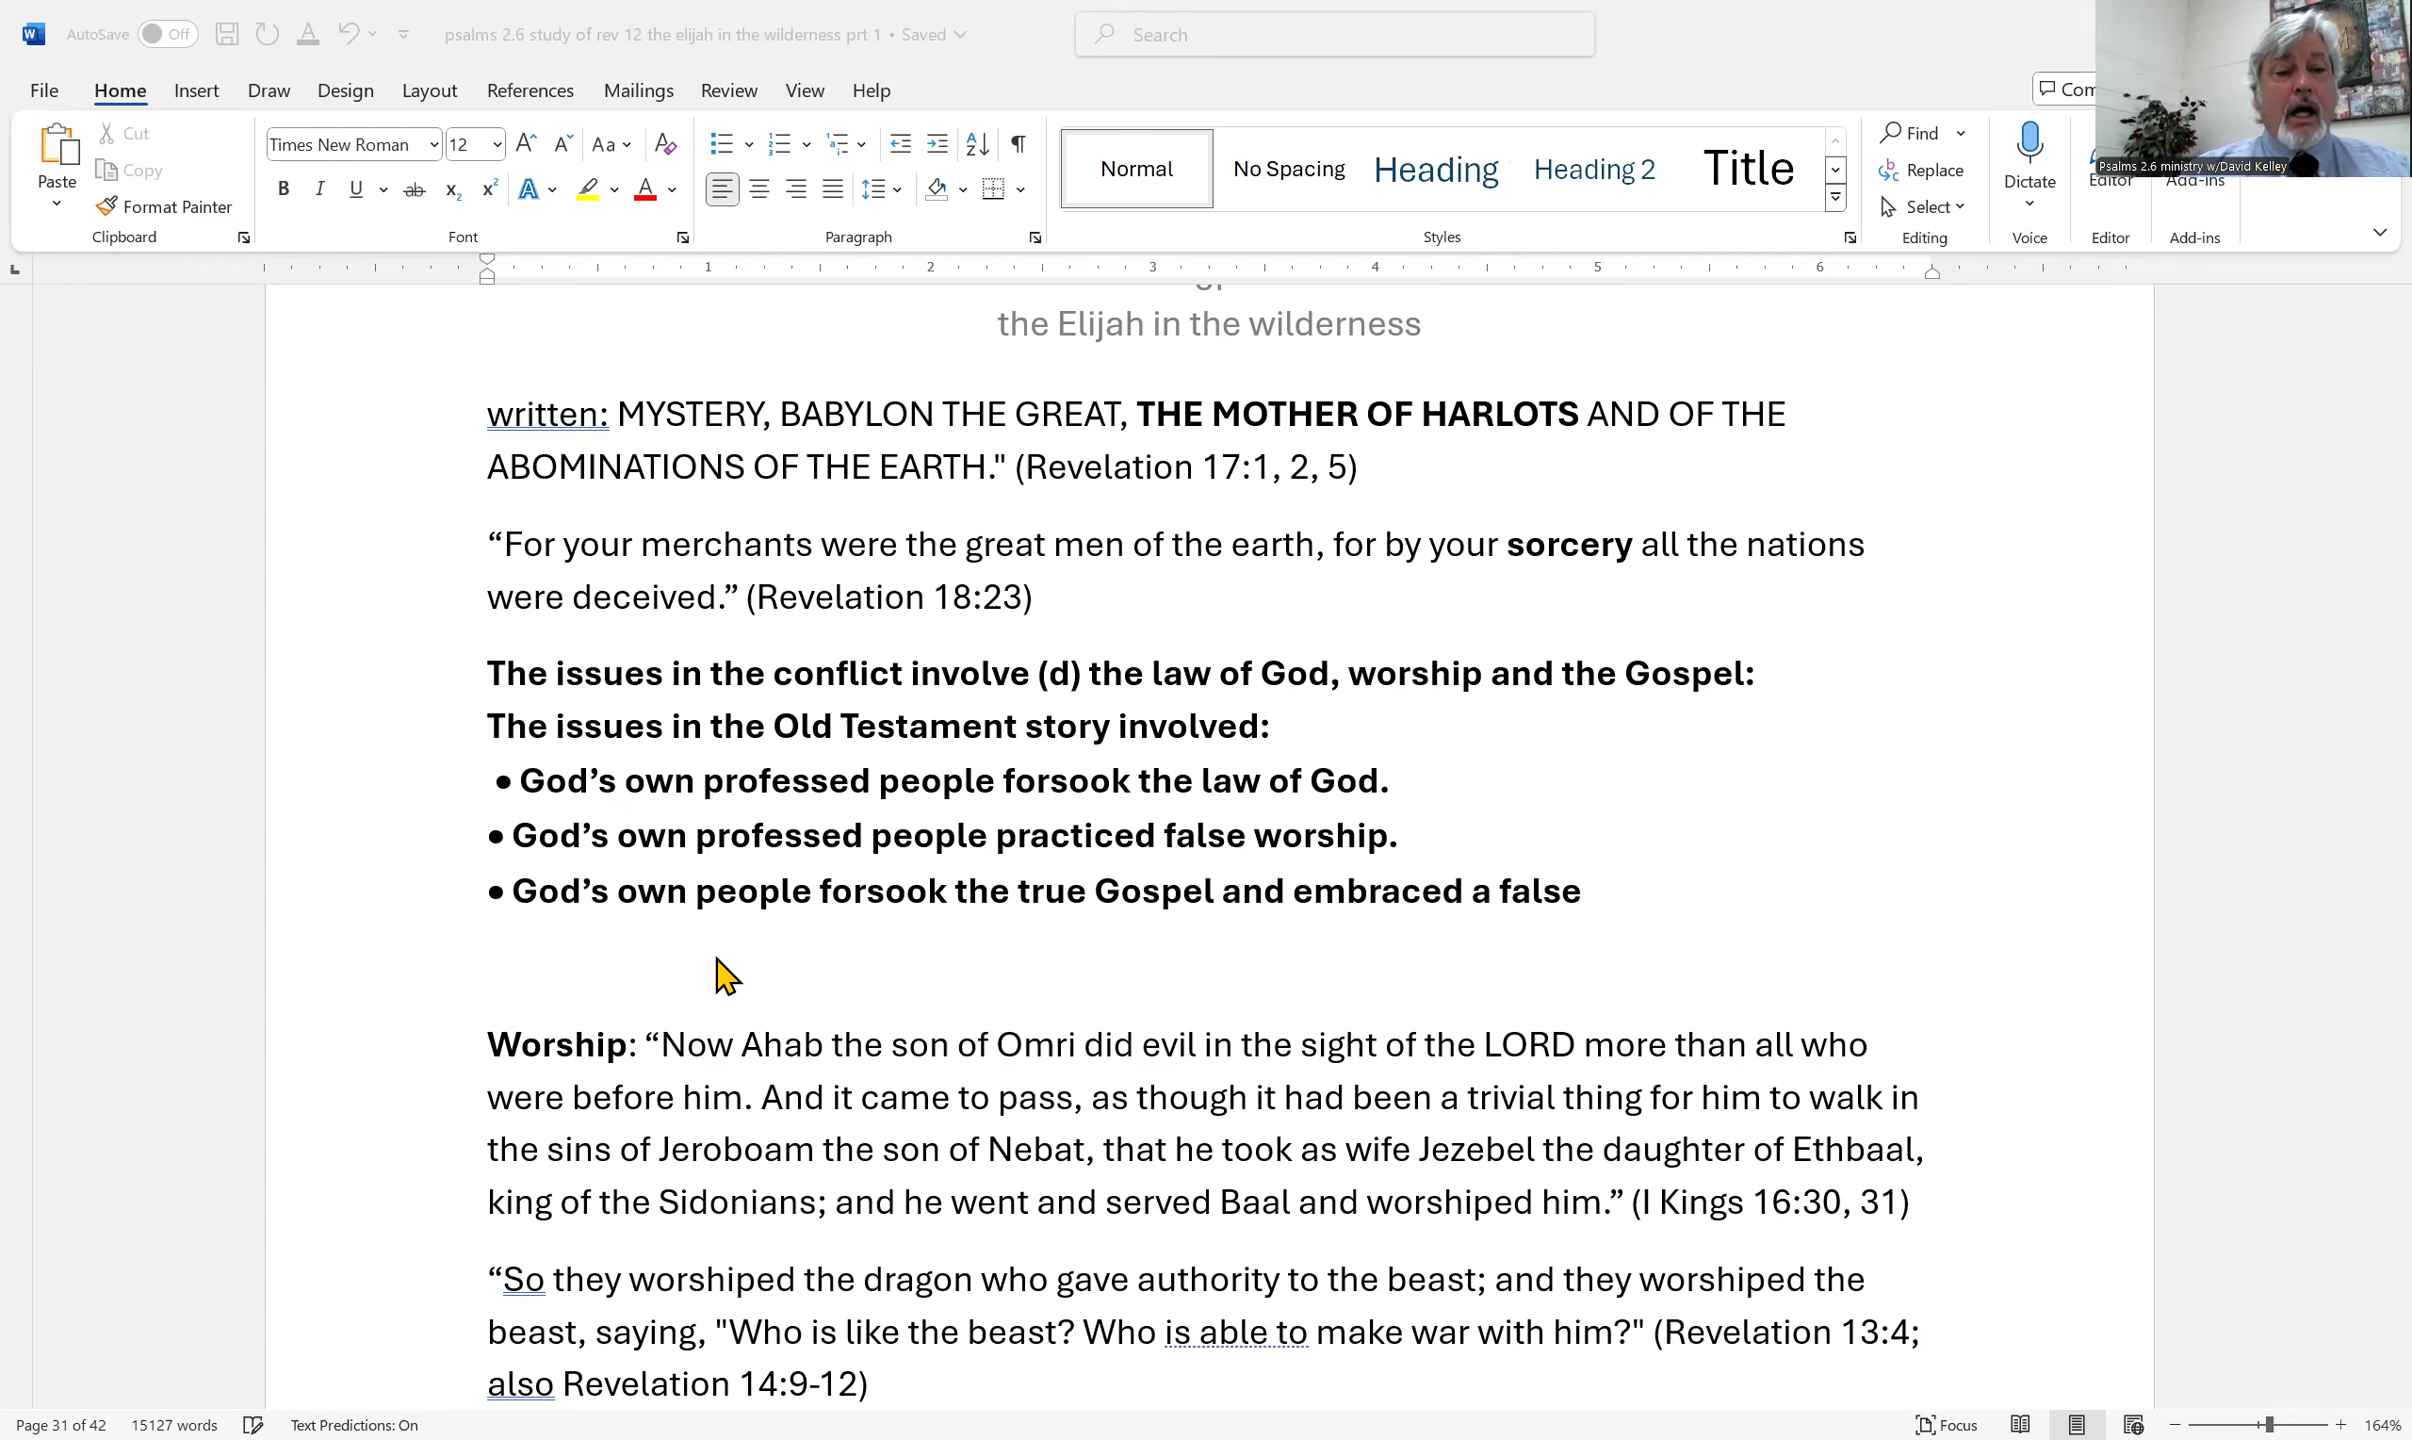 AutoSave Off psalms 2.6 study of rev 12 the elijah in the wilderness prt 1 • Saved Search
File Home Insert Draw Design Layout References Mailings Review View Help
Paste Cut Copy Format Painter Clipboard
Times New Roman 12 Font
Paragraph
Normal No Spacing Heading Heading 2 Title Styles
Find Replace Select Editing
Dictate Voice
Editor Editor
Add-ins Add-ins
Psalms 2.6 ministry w/David Kelley
1 2 3 4 5 6
the Elijah in the wilderness
written: MYSTERY, BABYLON THE GREAT, THE MOTHER OF HARLOTS AND OF THE
ABOMINATIONS OF THE EARTH." (Revelation 17:1, 2, 5)
“For your merchants were the great men of the earth, for by your sorcery all the nations
were deceived.” (Revelation 18:23)
The issues in the conflict involve (d) the law of God, worship and the Gospel:
The issues in the Old Testament story involved:
• God’s own professed people forsook the law of God.
• God’s own professed people practiced false worship.
• God’s own people forsook the true Gospel and embraced a false
Worship: “Now Ahab the son of Omri did evil in the sight of the LORD more than all who
were before him. And it came to pass, as though it had been a trivial thing for him to walk in
the sins of Jeroboam the son of Nebat, that he took as wife Jezebel the daughter of Ethbaal,
king of the Sidonians; and he went and served Baal and worshiped him.” (I Kings 16:30, 31)
“So they worshiped the dragon who gave authority to the beast; and they worshiped the
beast, saying, "Who is like the beast? Who is able to make war with him?" (Revelation 13:4;
also Revelation 14:9-12)
Page 31 of 42 15127 words Text Predictions: On Focus 164%